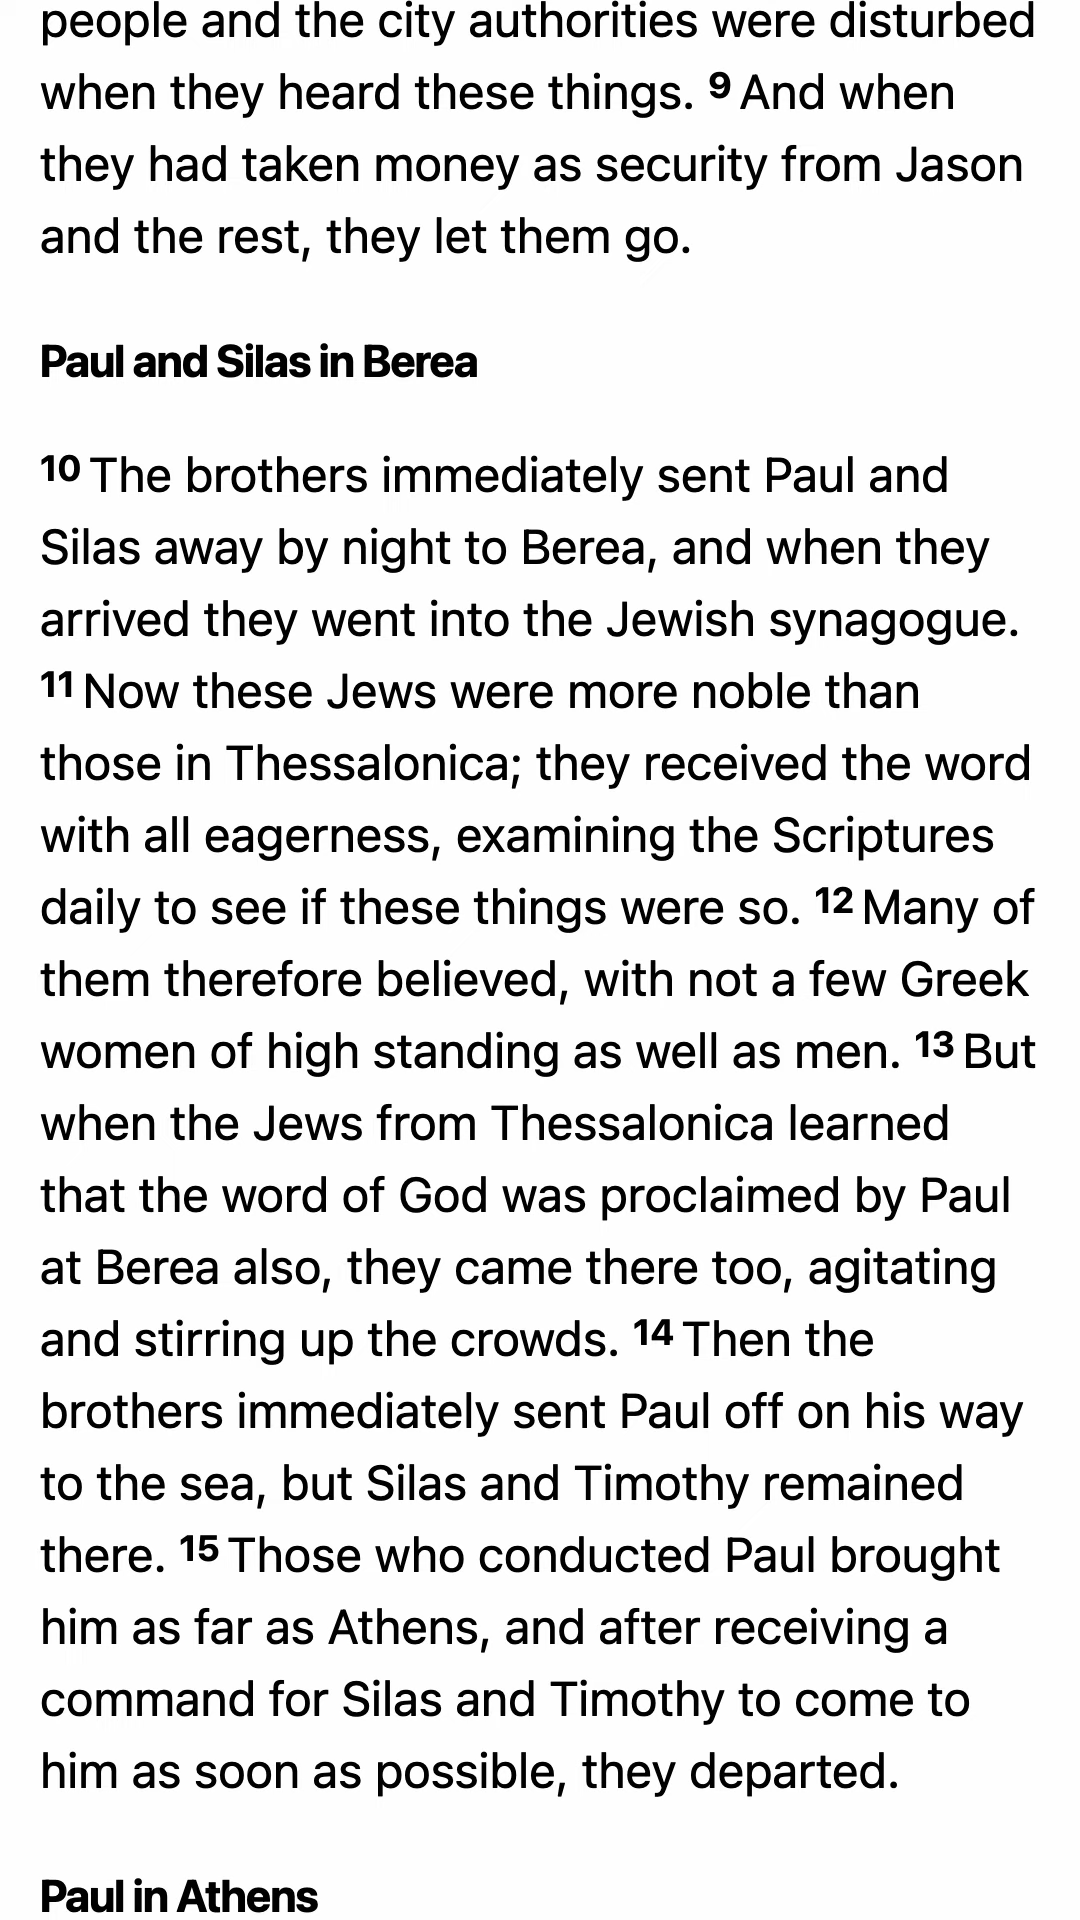 people and the city authorities were disturbed
when they heard these things. 9 And when
they had taken money as security from Jason
and the rest, they let them go.
Paul and Silas in Berea
10 The brothers immediately sent Paul and
Silas away by night to Berea, and when they
arrived they went into the Jewish synagogue.
11 Now these Jews were more noble than
those in Thessalonica; they received the word
with all eagerness, examining the Scriptures
daily to see if these things were so. 12 Many of
them therefore believed, with not a few Greek
women of high standing as well as men. 13 But
when the Jews from Thessalonica learned
that the word of God was proclaimed by Paul
at Berea also, they came there too, agitating
and stirring up the crowds. 14 Then the
brothers immediately sent Paul off on his way
to the sea, but Silas and Timothy remained
there. 15 Those who conducted Paul brought
him as far as Athens, and after receiving a
command for Silas and Timothy to come to
him as soon as possible, they departed.
Paul in Athens